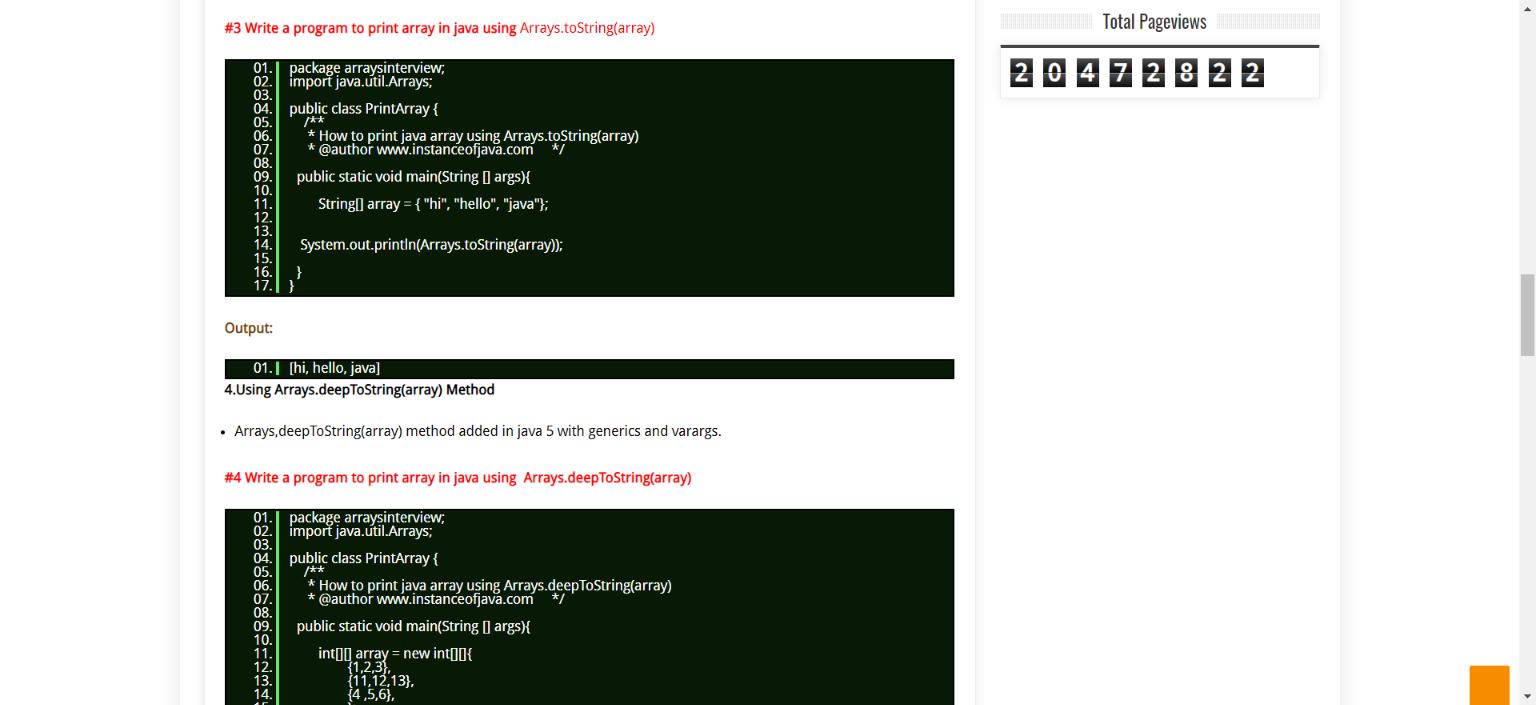 #3 Write a program to print array in java using Arrays.toString(array)
01. package arraysinterview;
02. import java.util.Arrays;
03.
04. public class PrintArray {
05. /**
06. * How to print java array using Arrays.toString(array)
07. * @author www.instanceofjava.com */
08.
09. public static void main(String [] args){
10.
11. String[] array = { "hi", "hello", "java"};
12.
13.
14. System.out.println(Arrays.toString(array));
15.
16. }
17. }
Output:
01. [hi, hello, java]
4.Using Arrays.deepToString(array) Method
• Arrays,deepToString(array) method added in java 5 with generics and varargs.
#4 Write a program to print array in java using Arrays.deepToString(array)
01. package arraysinterview;
02. import java.util.Arrays;
03.
04. public class PrintArray {
05. /**
06. * How to print java array using Arrays.deepToString(array)
07. * @author www.instanceofjava.com */
08.
09. public static void main(String [] args){
10.
11. int[][] array = new int[][]{
12. {1,2,3},
13. {11,12,13},
14. {4 ,5,6},
Total Pageviews
2 0 4 7 2 8 2 2